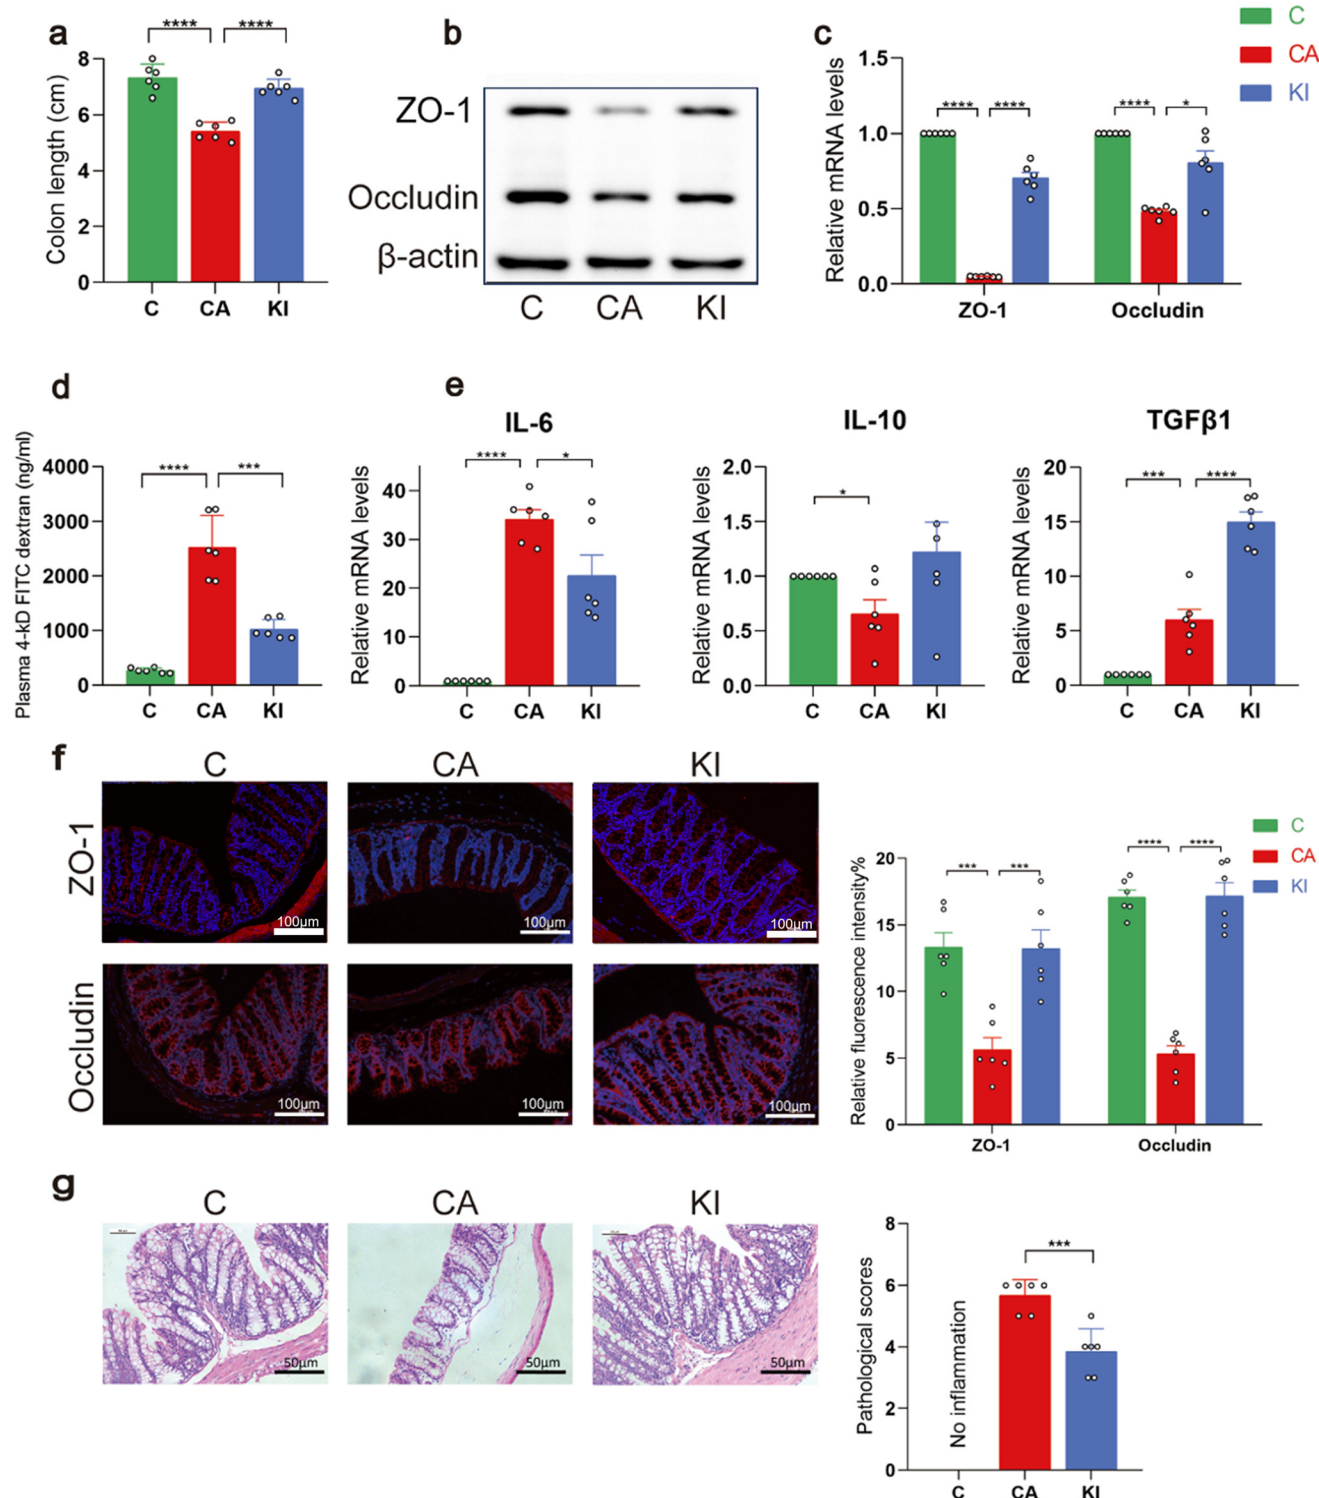 a
****
****
Colon length (cm)
8
6
4
2
0
C
CA
KI
b
ZO-1
Occludin
β-actin
C
CA
KI
c
C
CA
KI
Relative mRNA levels
1.5
1.0
0.5
0.0
****
****
****
*
ZO-1
Occludin
d
Plasma 4-kD FITC dextran (ng/ml)
4000
3000
2000
1000
0
****
***
C
CA
KI
e
IL-6
Relative mRNA levels
40
30
20
10
0
****
*
C
CA
KI
IL-10
Relative mRNA levels
2.0
1.5
1.0
0.5
0.0
*
C
CA
KI
TGFβ1
Relative mRNA levels
20
15
10
5
0
***
****
C
CA
KI
f
C
CA
KI
ZO-1
100μm
100μm
100μm
Occludin
100μm
100μm
100μm
Relative fluorescence intensity%
20
15
10
5
0
***
***
****
****
ZO-1
Occludin
C
CA
KI
g
C
CA
KI
50μm
50μm
50μm
Pathological scores
8
6
4
2
0
No inflammation
***
C
CA
KI